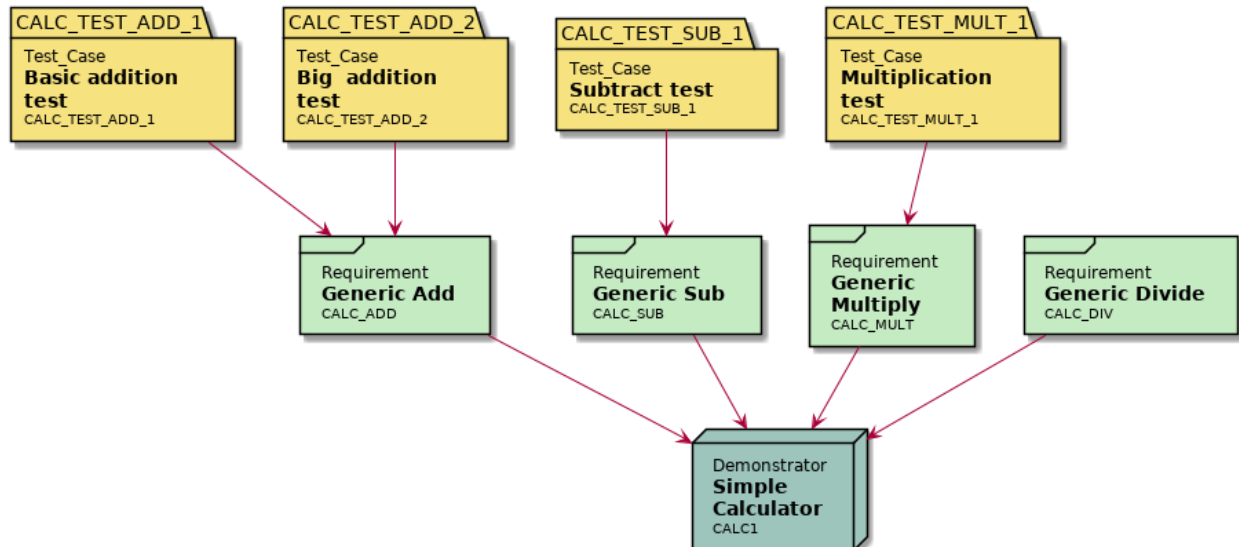 CALC_TEST_ADD_1
Test_Case
Basic addition
test
CALC_TEST_ADD_1
CALC_TEST_ADD_2
Test_Case
Big addition
test
CALC_TEST_ADD_2
CALC_TEST_SUB_1
Test_Case
Subtract test
CALC_TEST_SUB_1
CALC_TEST_MULT_1
Test_Case
Multiplication
test
CALC_TEST_MULT_1
Requirement
Generic Add
CALC_ADD
Requirement
Generic Sub
CALC_SUB
Requirement
Generic
Multiply
CALC_MULT
Requirement
Generic Divide
CALC_DIV
Demonstrator
Simple
Calculator
CALC1